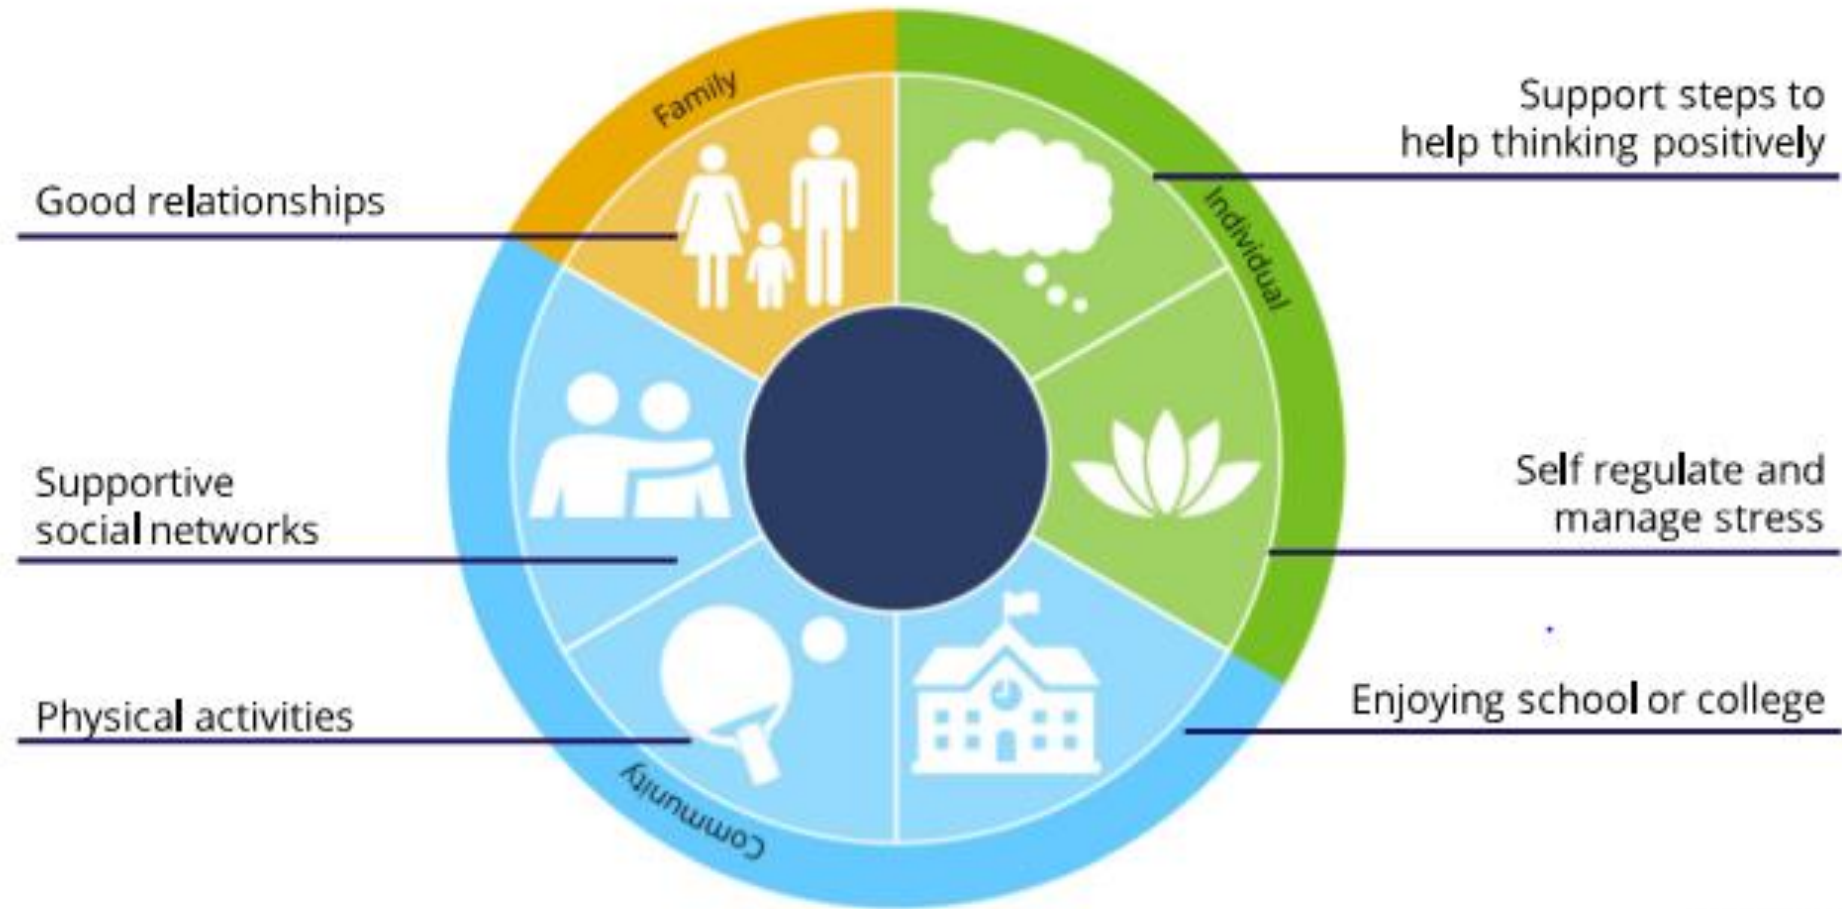 Family
Individual
Community
Good relationships
Supportive
social networks
Physical activities
Support steps to
help thinking positively
Self regulate and
manage stress
Enjoying school or college